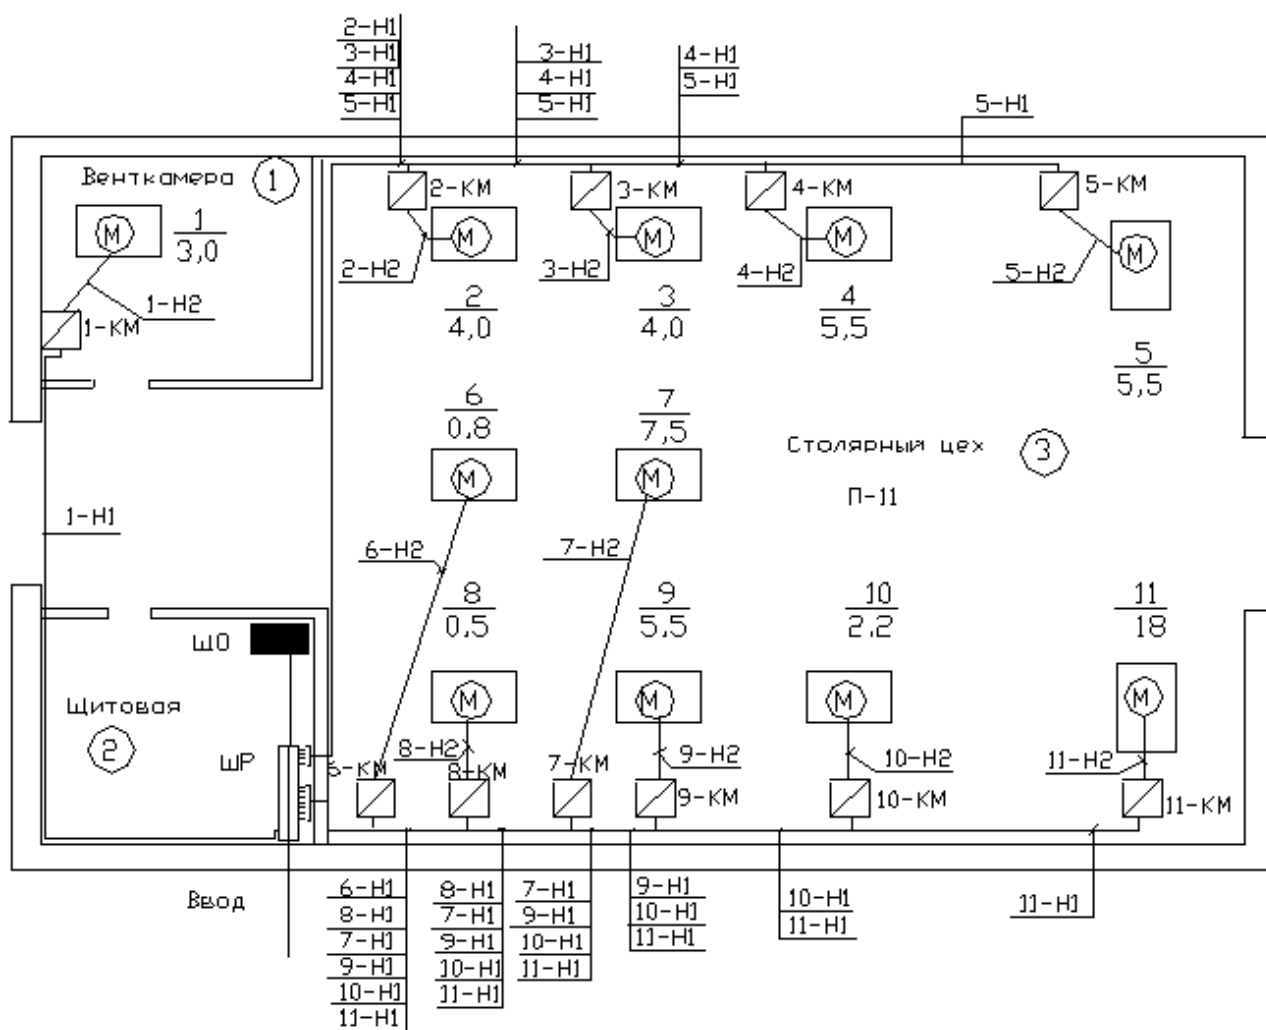 2-Н1
3-Н1
4-Н1
5-Н1
3-Н1
4-Н1
5-Н1
4-Н1
5-Н1
5-Н1
Венткамера
1
М
1
3,0
1-Н2
1-КМ
2-КМ
М
2-Н2
2
4,0
3-КМ
М
3-Н2
3
4,0
4-КМ
М
4-Н2
4
5,5
5-КМ
М
5-Н2
5
5,5
6
0,8
М
6-Н2
7
7,5
М
7-Н2
Столярный цех
3
П-11
1-Н1
8
0,5
М
8-Н2
9
5,5
М
9-Н2
10
2,2
М
10-Н2
11
18
М
11-Н2
ЩО
Щитовая
2
ШР
6-КМ
8-КМ
7-КМ
9-КМ
10-КМ
11-КМ
Ввод
6-Н1
8-Н1
7-Н1
9-Н1
10-Н1
11-Н1
8-Н1
7-Н1
9-Н1
10-Н1
11-Н1
7-Н1
9-Н1
10-Н1
11-Н1
9-Н1
10-Н1
11-Н1
10-Н1
11-Н1
11-Н1